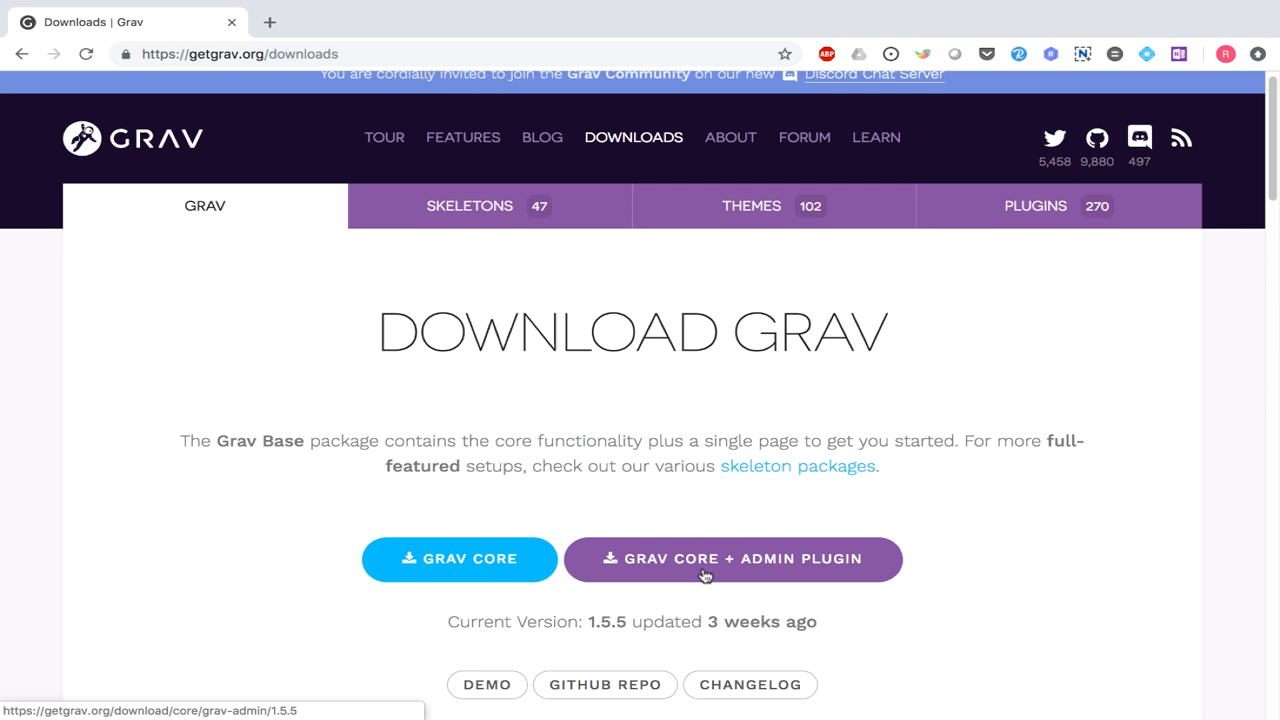 Downloads | Grav
https://getgrav.org/downloads
ABP
R
You are cordially invited to join the Grav Community on our new Discord Chat Server
GRAV
TOUR FEATURES BLOG DOWNLOADS ABOUT FORUM LEARN
5,458 9,880 497
GRAV SKELETONS 47 THEMES 102 PLUGINS 270
DOWNLOAD GRAV
The Grav Base package contains the core functionality plus a single page to get you started. For more full-
featured setups, check out our various skeleton packages.
GRAV CORE GRAV CORE + ADMIN PLUGIN
Current Version: 1.5.5 updated 3 weeks ago
DEMO GITHUB REPO CHANGELOG
https://getgrav.org/download/core/grav-admin/1.5.5